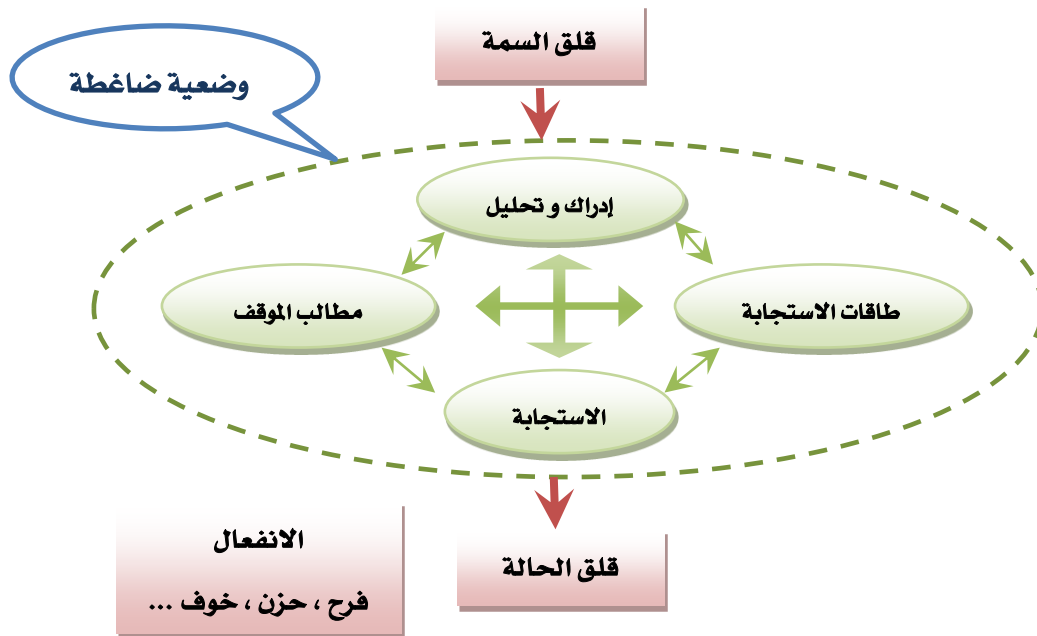 قلق السمة
وضعية ضاغطة
إدراك و تحليل
طاقات الاستجابة
مطالب الموقف
الاستجابة
قلق الحالة
الانفعال
فرح ، حزن ، خوف ...